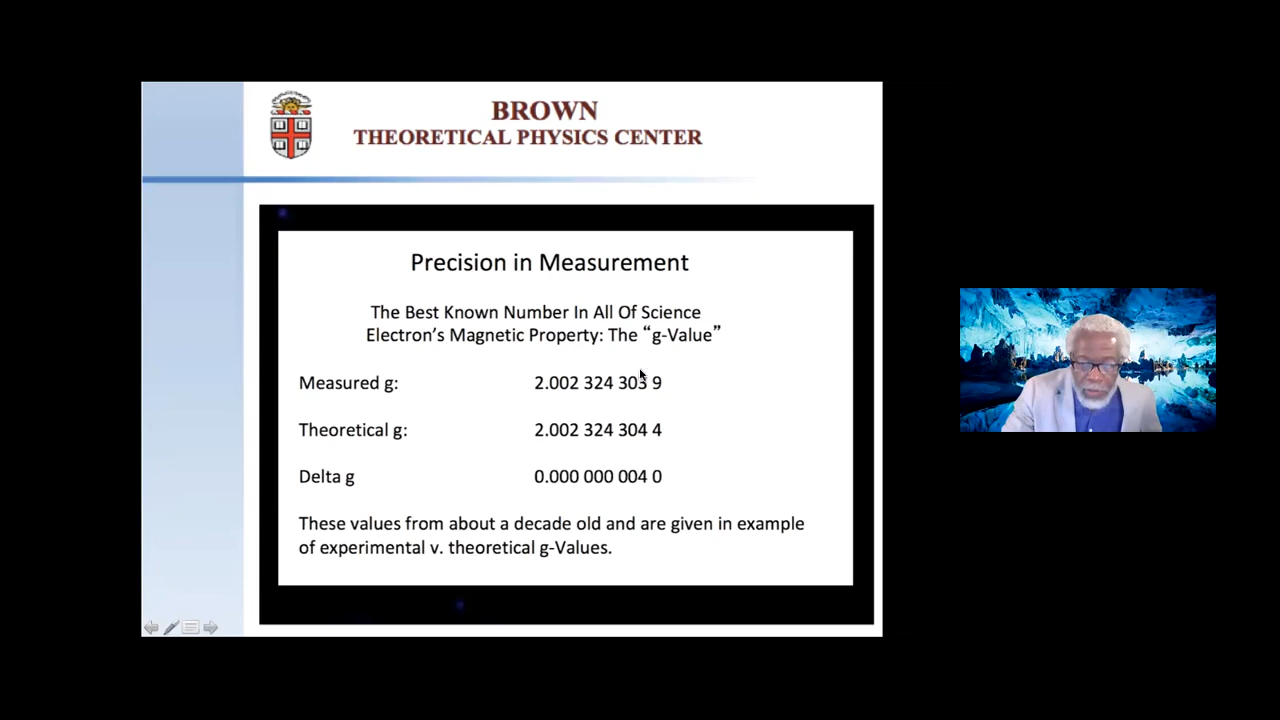 BROWN
THEORETICAL PHYSICS CENTER
Precision in Measurement
The Best Known Number In All Of Science
Electron’s Magnetic Property: The “g-Value”
Measured g: 2.002 324 303 9
Theoretical g: 2.002 324 304 4
Delta g 0.000 000 004 0
These values from about a decade old and are given in example
of experimental v. theoretical g-Values.